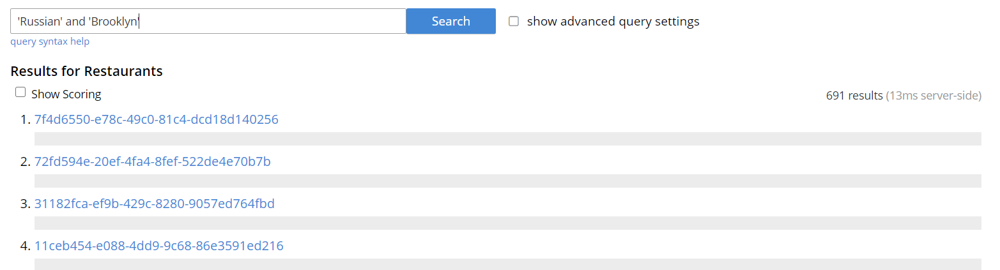 'Russian' and 'Brooklyn'
Search
show advanced query settings
query syntax help
Results for Restaurants
Show Scoring
691 results (13ms server-side)
1. 7f4d6550-e78c-49c0-81c4-dcd18d140256
2. 72fd594e-20ef-4fa4-8fef-522de4e70b7b
3. 31182fca-ef9b-429c-8280-9057ed764fbd
4. 11ceb454-e088-4dd9-9c68-86e3591ed216